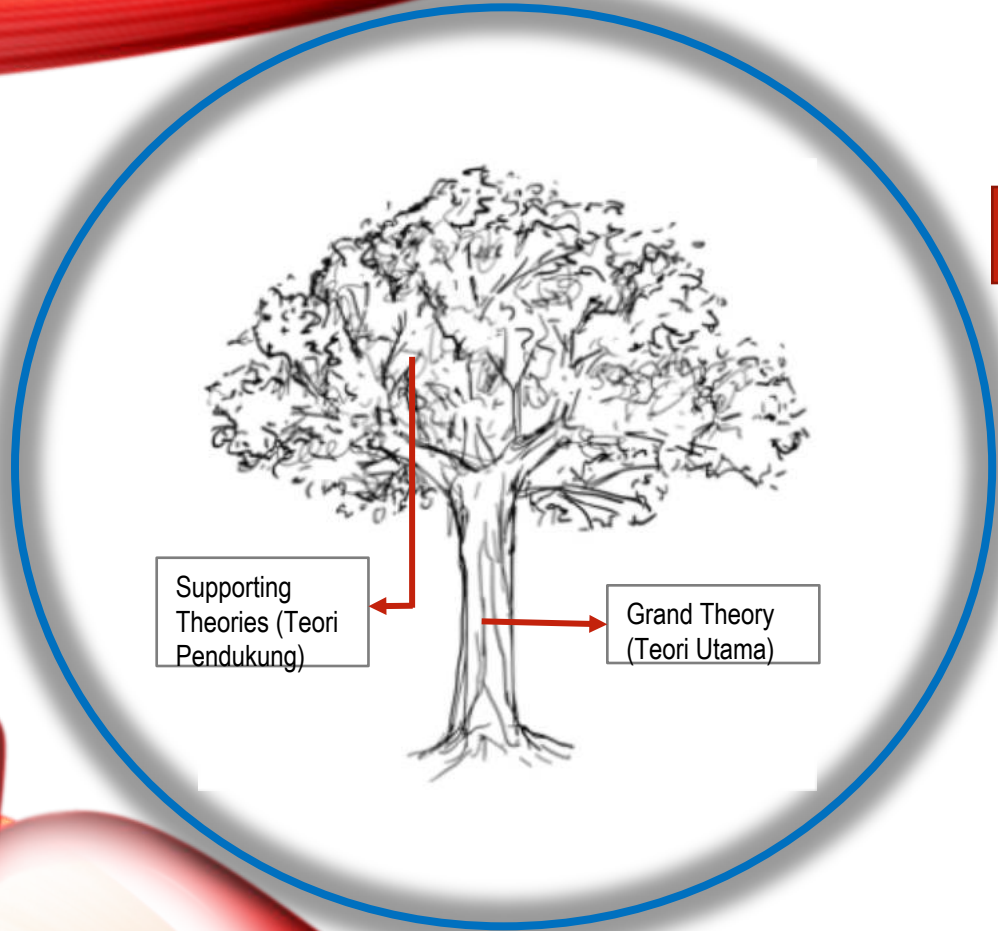 Supporting
Theories (Teori
Pendukung)
Grand Theory
(Teori Utama)